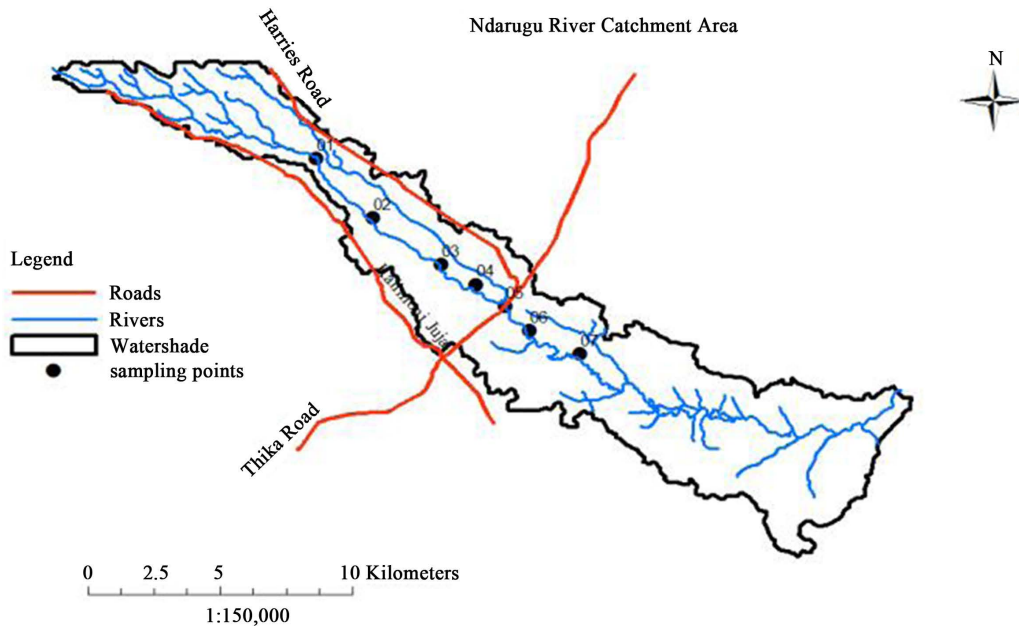 Ndarugu River Catchment Area
N
Harries Road
01
02
03
04
05
06
07
Thika Road
Legend
Roads
Rivers
Watershade
sampling points
0 2.5 5 10 Kilometers
1:150,000